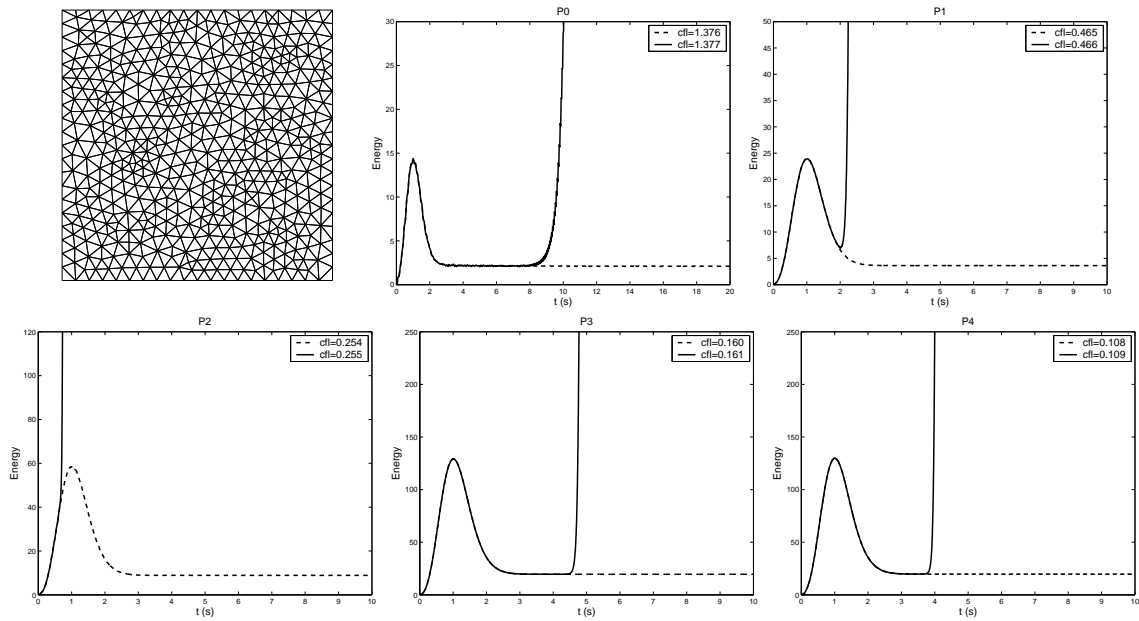 P0
cfl=1.376
cfl=1.377
Energy
30
25
20
15
10
5
0
0 2 4 6 8 10 12 14 16 18 20
t (s)
P1
cfl=0.465
cfl=0.466
Energy
50
45
40
35
30
25
20
15
10
5
0
0 1 2 3 4 5 6 7 8 9 10
t (s)
P2
cfl=0.254
cfl=0.255
Energy
120
100
80
60
40
20
0
0 1 2 3 4 5 6 7 8 9 10
t (s)
P3
cfl=0.160
cfl=0.161
Energy
250
200
150
100
50
0
0 1 2 3 4 5 6 7 8 9 10
t (s)
P4
cfl=0.108
cfl=0.109
Energy
250
200
150
100
50
0
0 1 2 3 4 5 6 7 8 9 10
t (s)